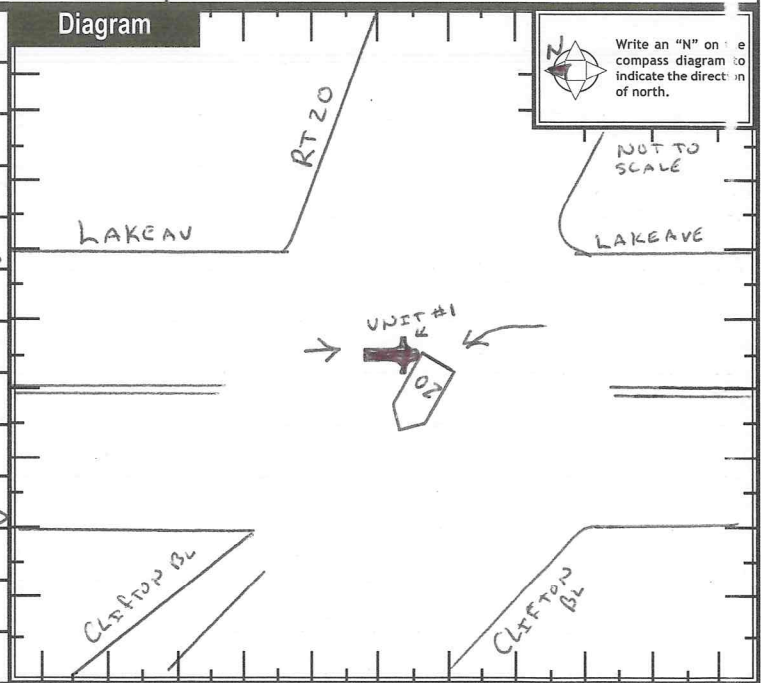 Diagram
N
Write an "N" on the
compass diagram to
indicate the direction
of north.
RT 20
NOT TO
SCALE
LAKEAV
LAKEAVE
UNIT #1
20
CLIFTON BL
CLIFTON
BL